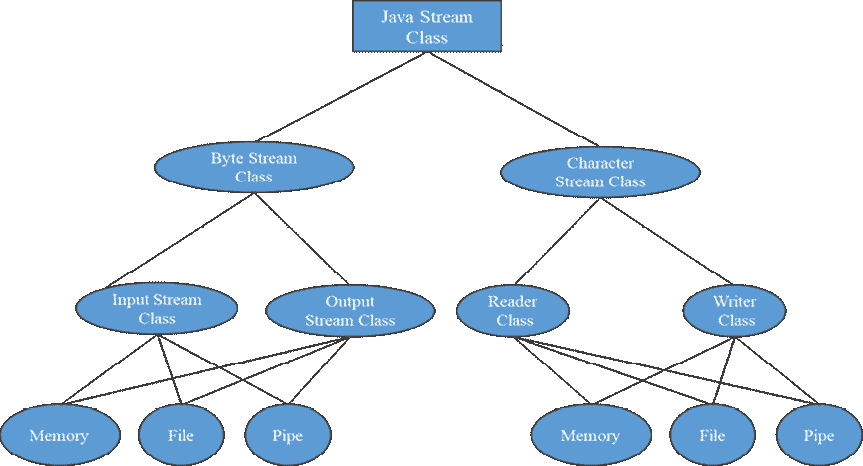 Java Stream
Class
Byte Stream
Class
Character
Stream Class
Input Stream
Class
Output
Stream Class
Reader
Class
Writer
Class
Memory
File
Pipe
Memory
File
Pipe